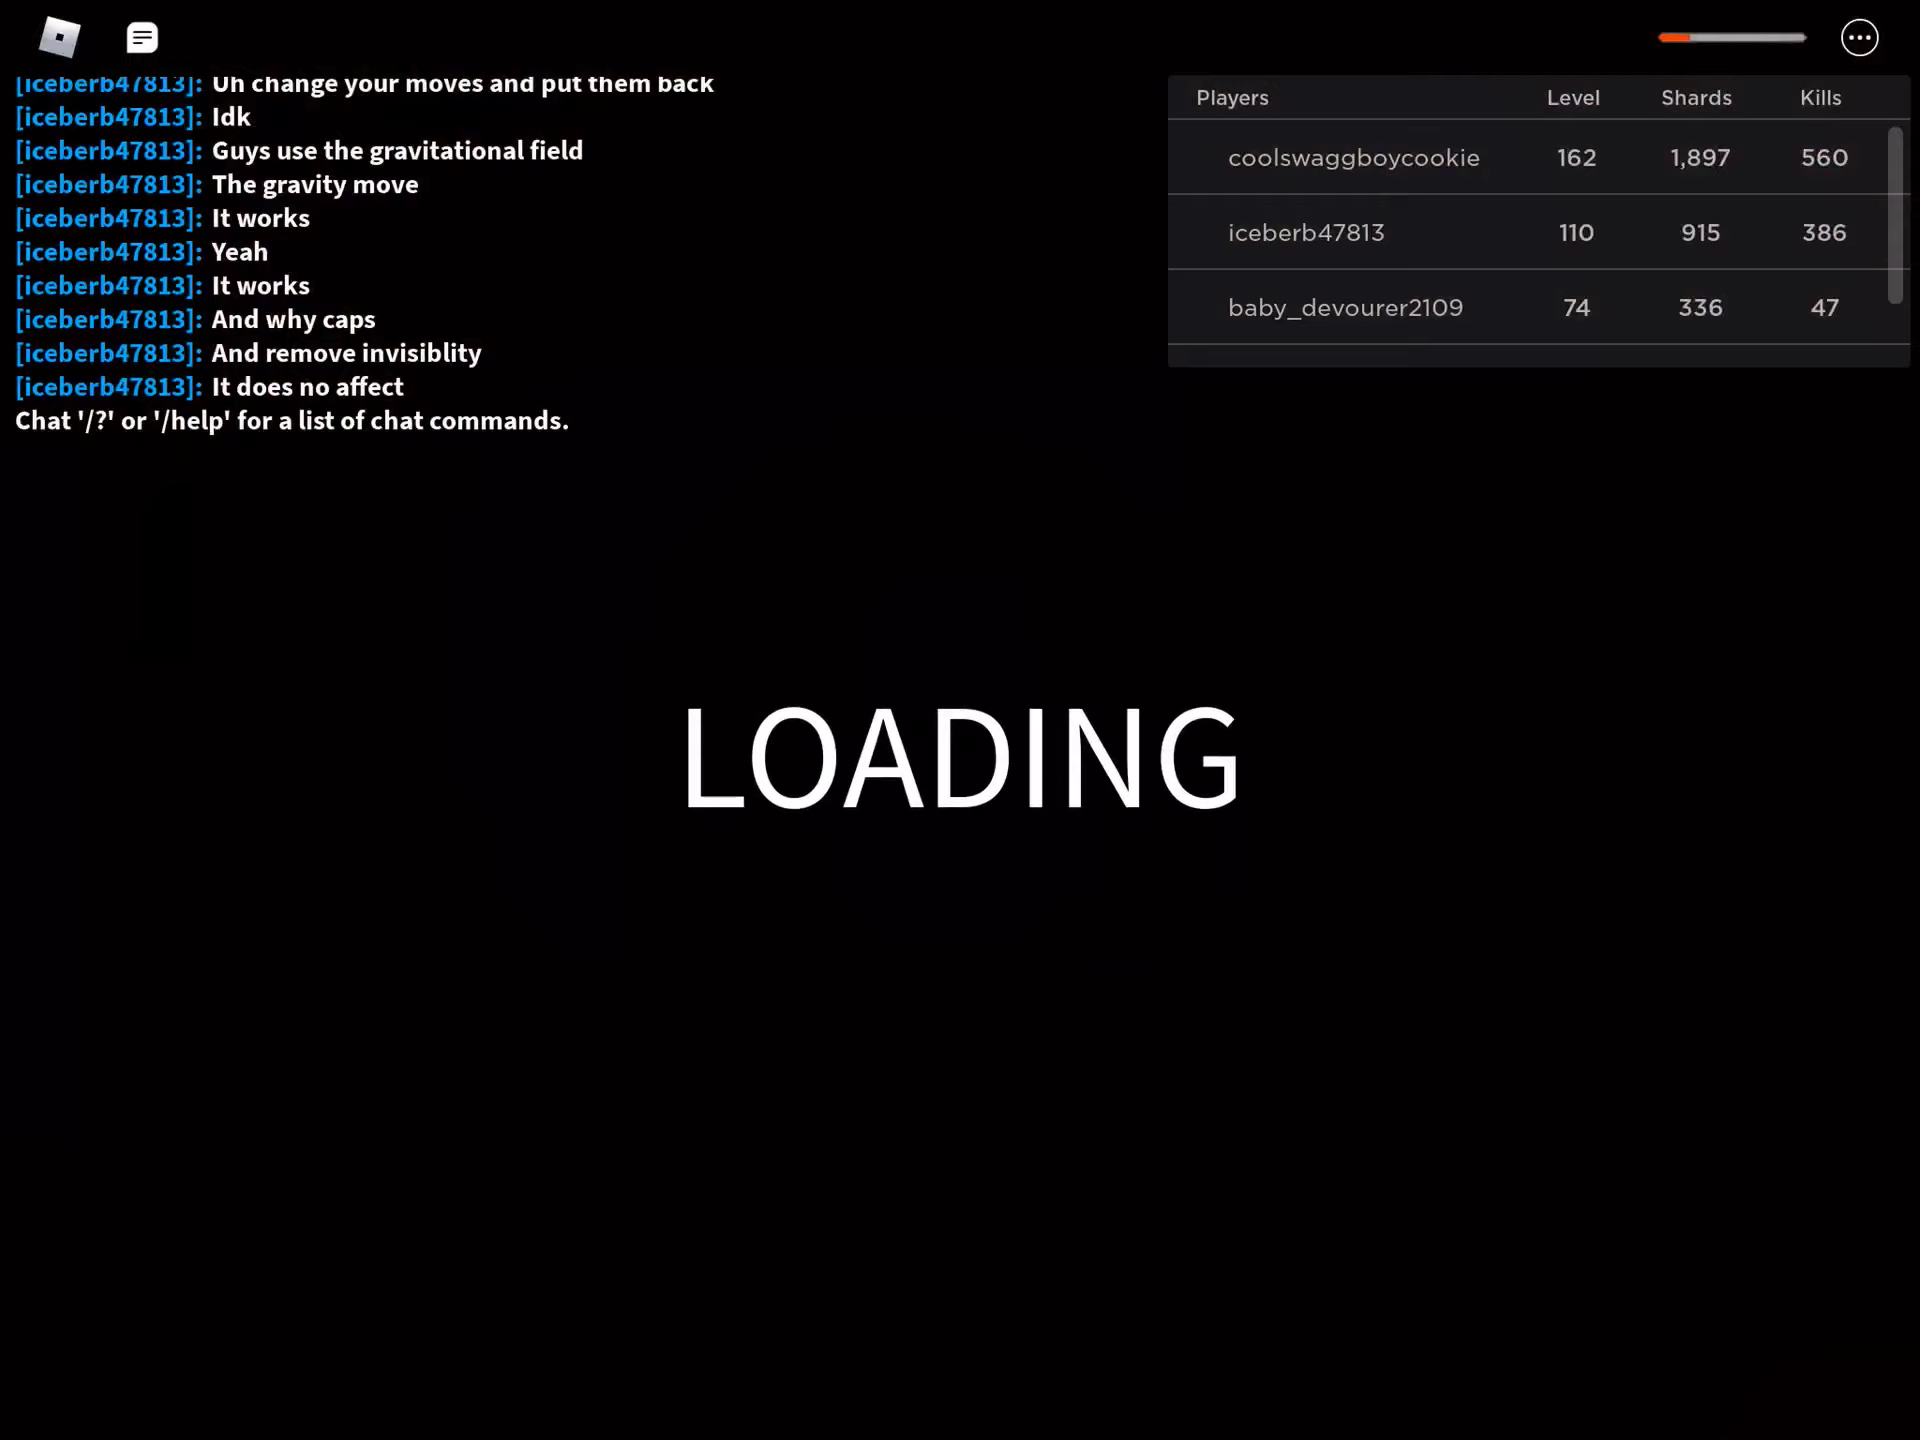 [iceberb47813]: Uh change your moves and put them back
[iceberb47813]: Idk
[iceberb47813]: Guys use the gravitational field
[iceberb47813]: The gravity move
[iceberb47813]: It works
[iceberb47813]: Yeah
[iceberb47813]: It works
[iceberb47813]: And why caps
[iceberb47813]: And remove invisiblity
[iceberb47813]: It does no affect
Chat '/?' or '/help' for a list of chat commands.
Players Level Shards Kills
coolswaggboycookie 162 1,897 560
iceberb47813 110 915 386
baby_devourer2109 74 336 47
LOADING